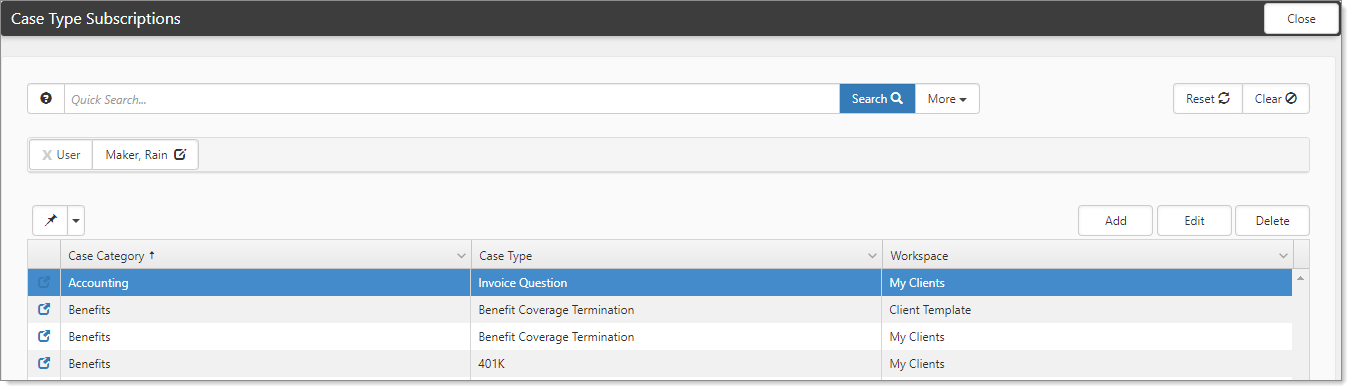 Case Type Subscriptions Close
Quick Search... Search More Reset Clear
X User Maker, Rain
Add Edit Delete
Case Category Case Type Workspace
Accounting Invoice Question My Clients
Benefits Benefit Coverage Termination Client Template
Benefits Benefit Coverage Termination My Clients
Benefits 401K My Clients